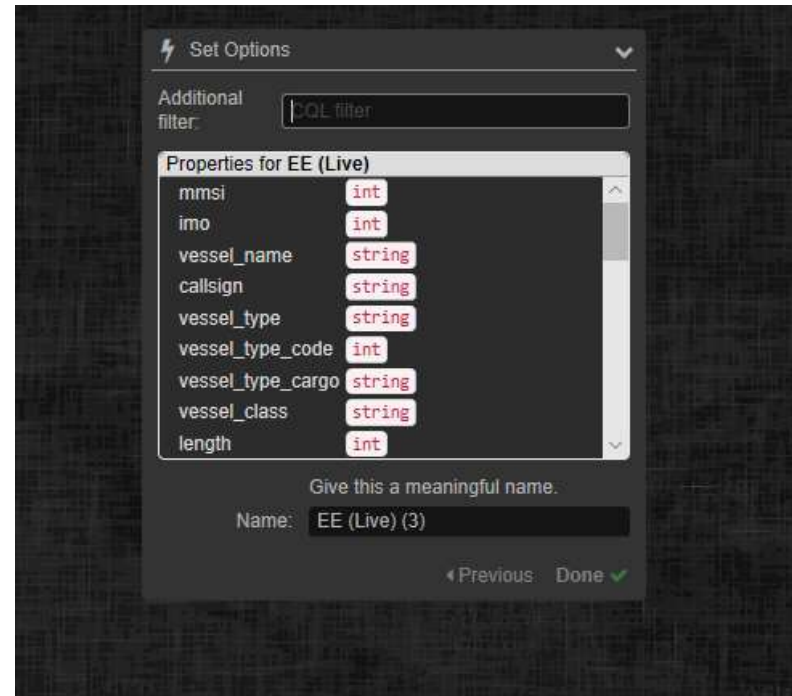 Set Options
Additional
filter:
CQL filter
Properties for EE (Live)
mmsi int
imo int
vessel_name string
callsign string
vessel_type string
vessel_type_code int
vessel_type_cargo string
vessel_class string
length int
Give this a meaningful name.
Name: EE (Live) (3)
Previous Done